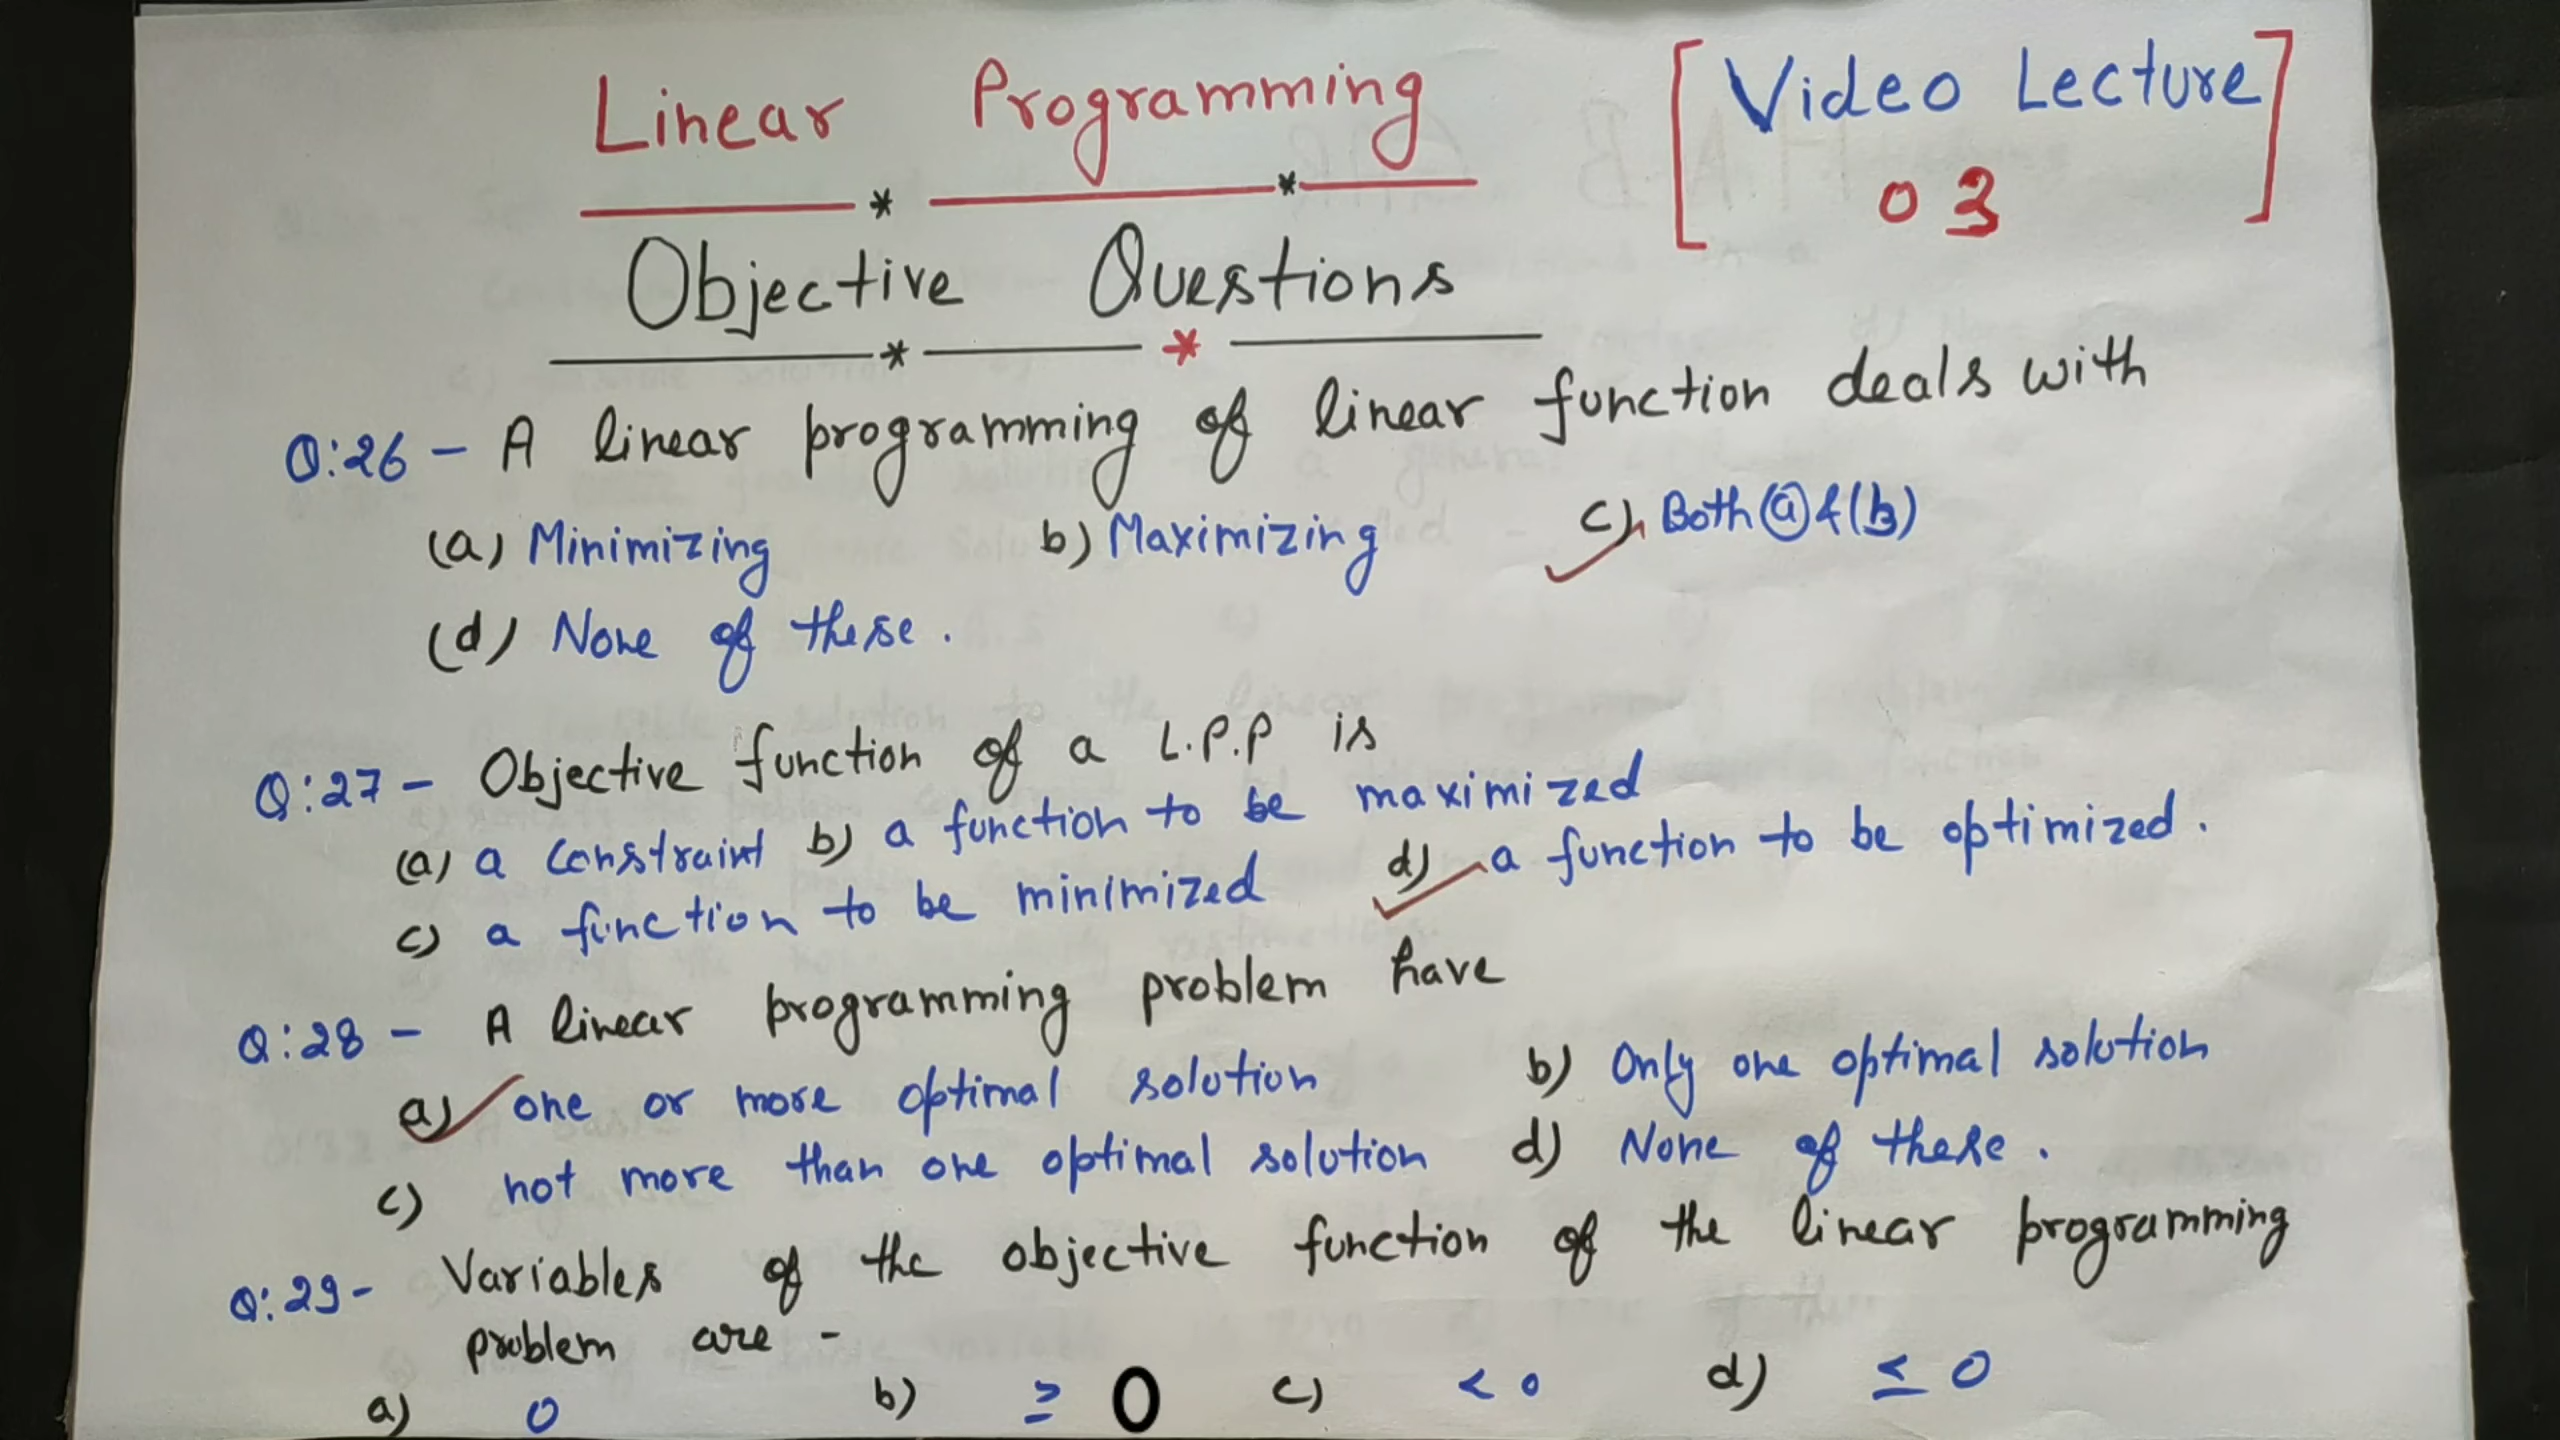 Linear Programming
[Video Lecture 03]
Objective Questions
Q:26 - A linear programming of linear function deals with
(a) Minimizing b) Maximizing c) Both (a) & (b)
(d) None of these.
Q:27 - Objective function of a L.P.P is
(a) a constraint b) a function to be maximized
c) a function to be minimized d) a function to be optimized.
Q:28 - A linear programming problem have
a) one or more optimal solution b) Only one optimal solution
c) not more than one optimal solution d) None of these.
Q:29 - Variables of the objective function of the linear programming
problem are -
a) 0 b) ≥ 0 c) < 0 d) ≤ 0